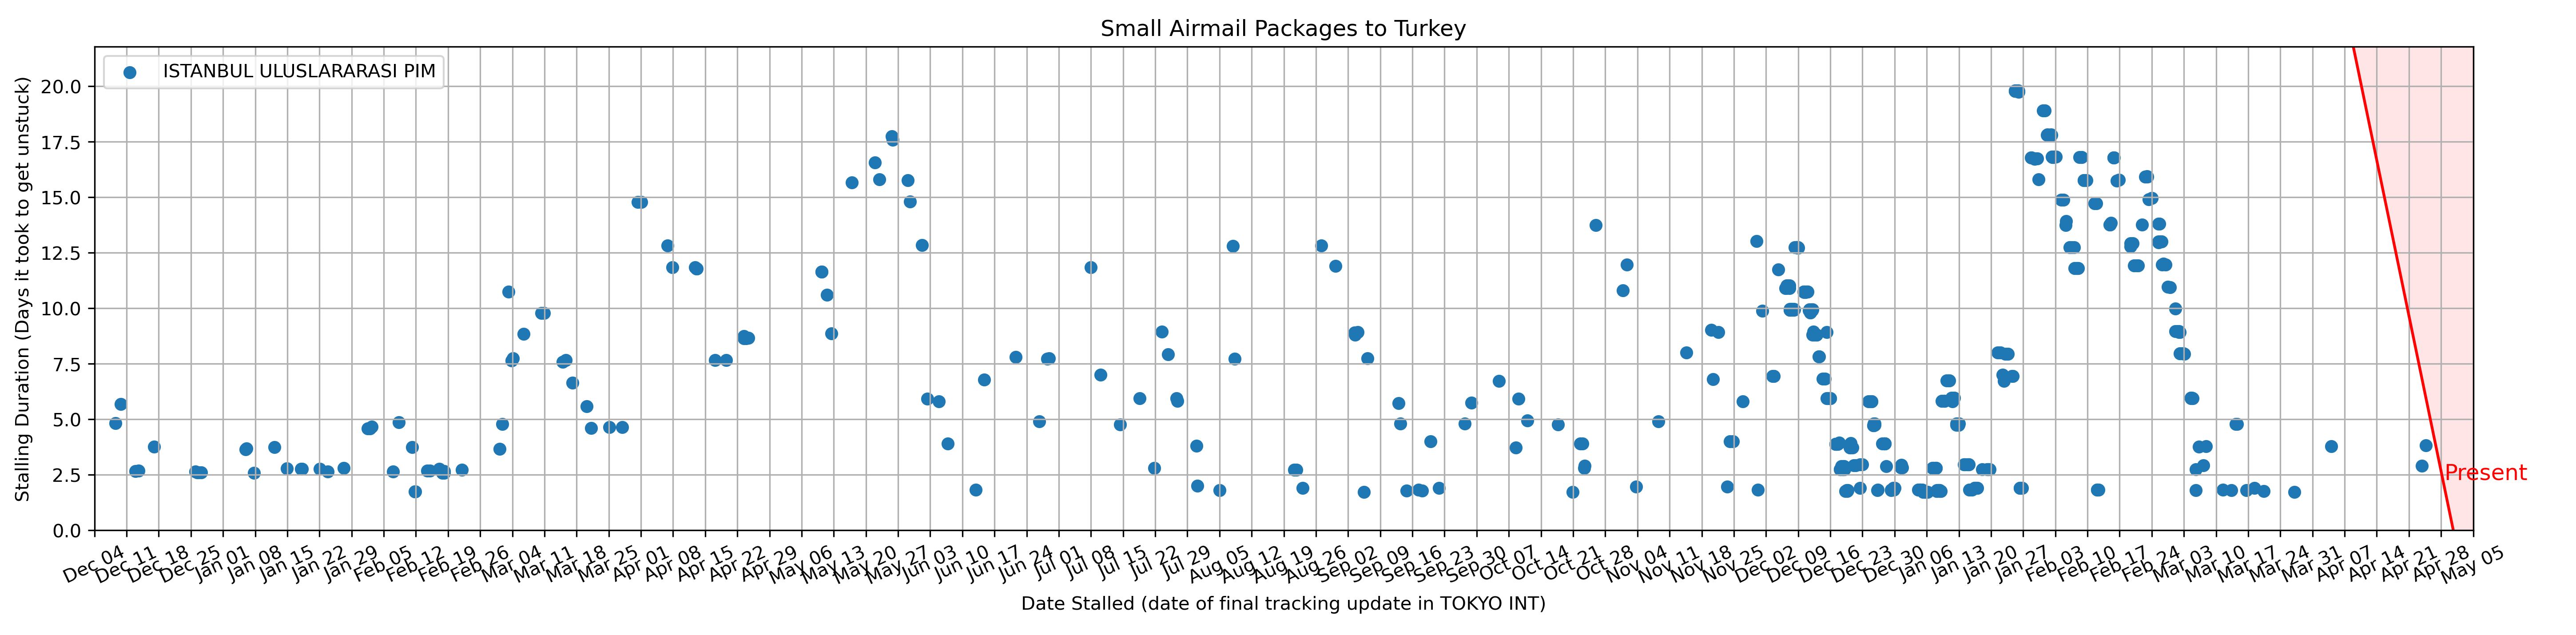 Small Airmail Packages to Turkey
ISTANBUL ULUSLARARASI PIM
Stalling Duration (Days it took to get unstuck)
20.0
17.5
15.0
12.5
10.0
7.5
5.0
2.5
0.0
Present
Dec 04
Dec 11
Dec 18
Dec 25
Jan 01
Jan 08
Jan 15
Jan 22
Jan 29
Feb 05
Feb 12
Feb 19
Feb 26
Mar 04
Mar 11
Mar 18
Mar 25
Apr 01
Apr 08
Apr 15
Apr 22
Apr 29
May 06
May 13
May 20
May 27
Jun 03
Jun 10
Jun 17
Jun 24
Jul 01
Jul 08
Jul 15
Jul 22
Jul 29
Aug 05
Aug 12
Aug 19
Aug 26
Sep 02
Sep 09
Sep 16
Sep 23
Sep 30
Oct 07
Oct 14
Oct 21
Oct 28
Nov 04
Nov 11
Nov 18
Nov 25
Dec 02
Dec 09
Dec 16
Dec 23
Dec 30
Jan 06
Jan 13
Jan 20
Jan 27
Feb 03
Feb 10
Feb 17
Feb 24
Mar 03
Mar 10
Mar 17
Mar 24
Mar 31
Apr 07
Apr 14
Apr 21
Apr 28
May 05
Date Stalled (date of final tracking update in TOKYO INT)